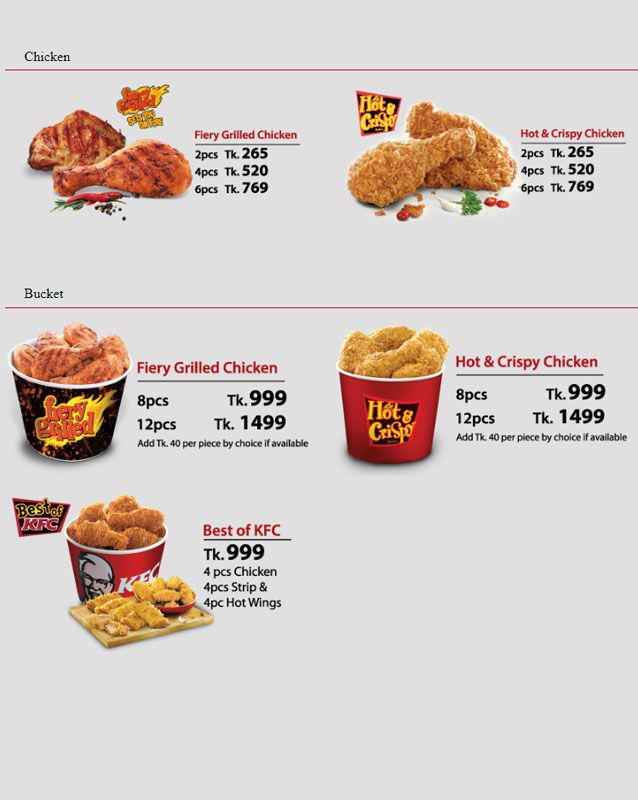 Chicken
fiery
grilled
Fiery Grilled Chicken
2pcs Tk. 265
4pcs Tk. 520
6pcs Tk. 769
Hot &
Crispy
Hot & Crispy Chicken
2pcs Tk. 265
4pcs Tk. 520
6pcs Tk. 769
Bucket
fiery
grilled
Fiery Grilled Chicken
8pcs Tk. 999
12pcs Tk. 1499
Add Tk. 40 per piece by choice if available
Hot &
Crispy
Hot & Crispy Chicken
8pcs Tk. 999
12pcs Tk. 1499
Add Tk. 40 per piece by choice if available
Best of
KFC
KFC
Best of KFC
Tk. 999
4 pcs Chicken
4pcs Strip &
4pc Hot Wings